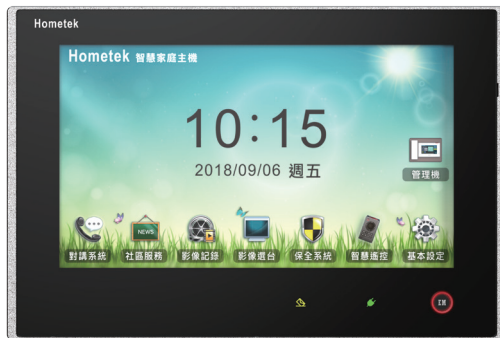 Hometek
Hometek 智慧家庭主機
10:15
2018/09/06 週五
管理機
NEWS
對講系統
社區服務
影像記錄
影像選台
保全系統
智慧遙控
基本設定